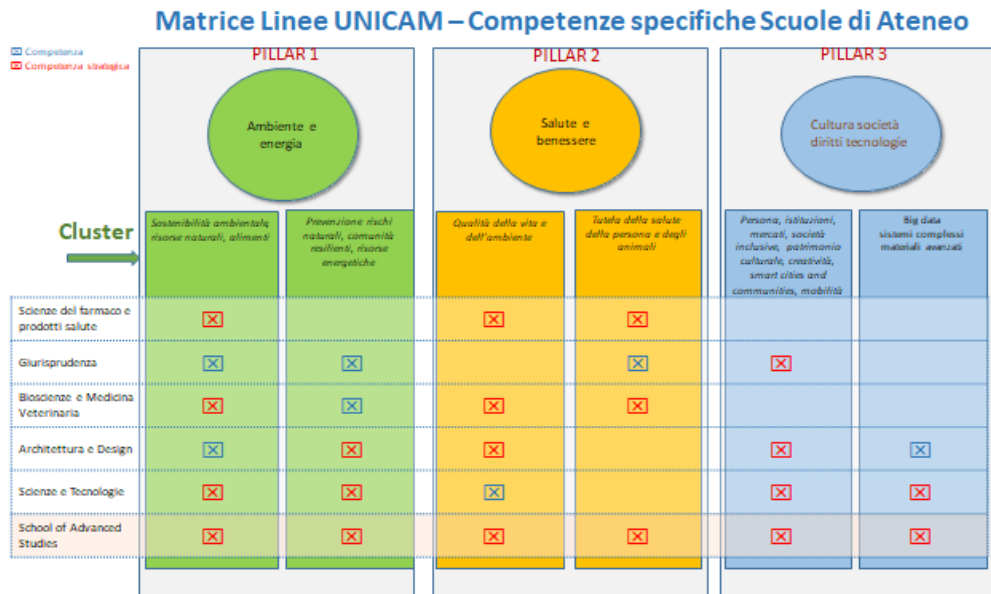 Matrice Linee UNICAM – Competenze specifiche Scuole di Ateneo
Competenza
Competenza strategica
PILLAR 1
PILLAR 2
PILLAR 3
Ambiente e
energia
Salute e
benessere
Cultura società
diritti tecnologie
Cluster
Sostenibilità ambientale,
risorse naturali, alimenti
Prevenzione rischi
naturali, comunità
resilienti, risorse
energetiche
Qualità della vita e
dell'ambiente
Tutela della salute
della persona e degli
animali
Persona, istituzioni,
mercati, società
inclusive, patrimonio
culturale, creatività,
smart cities and
communities, mobilità
Big data
sistemi complessi
materiali avanzati
Scienze del farmaco e
prodotti salute
Giurisprudenza
Bioscienze e Medicina
Veterinaria
Architettura e Design
Scienze e Tecnologie
School of Advanced
Studies